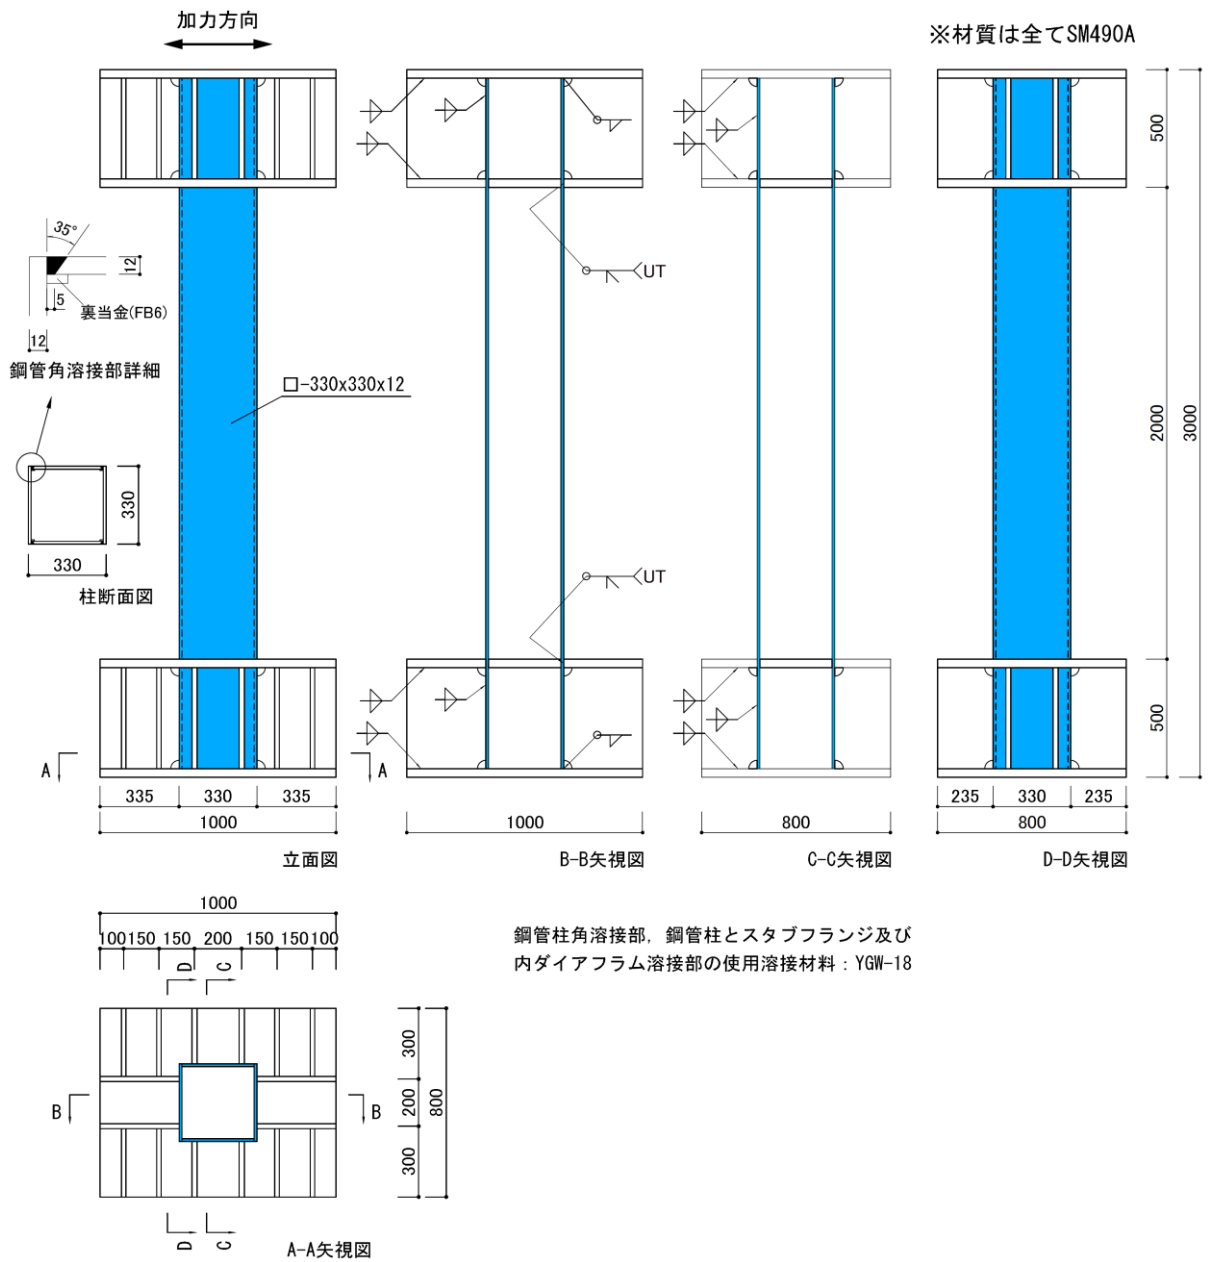 加力方向
※材質は全てSM490A
35°
12
5
裏当金(FB6)
12
鋼管角溶接部詳細
□-330x330x12
330
330
柱断面図
UT
UT
500
2000
3000
500
A
A
335
330
335
1000
立面図
1000
B-B矢視図
800
C-C矢視図
235
330
235
800
D-D矢視図
1000
100
150
150
200
150
150
100
D
C
鋼管柱角溶接部，鋼管柱とスタブフランジ及び
内ダイアフラム溶接部の使用溶接材料：YGW-18
300
200
300
800
B
B
D
C
A-A矢視図